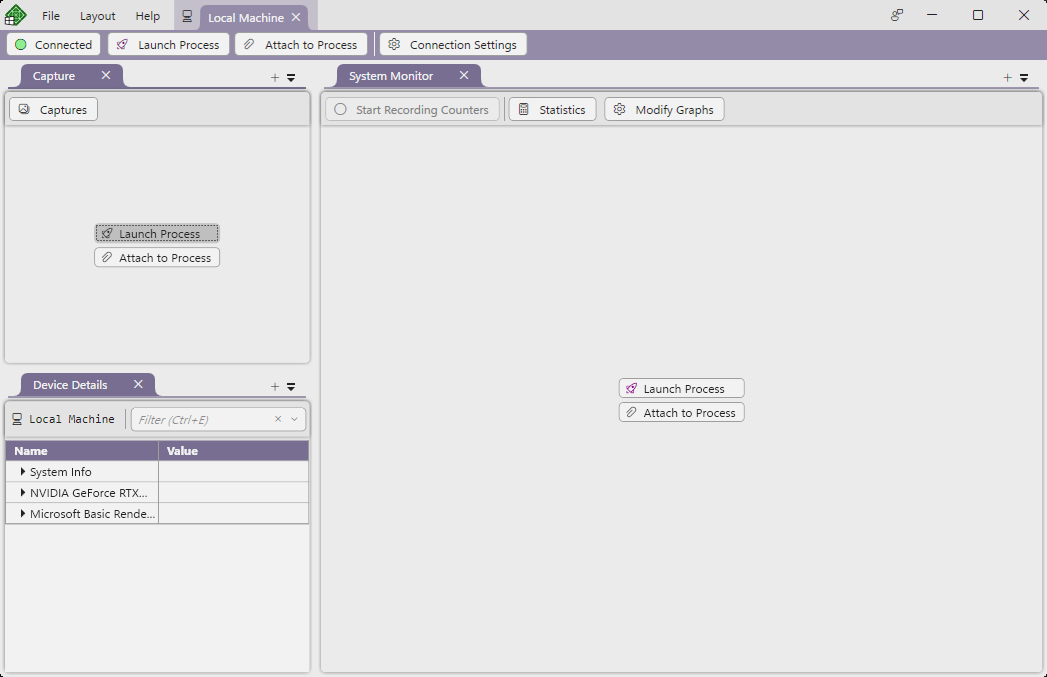 File Layout Help Local Machine
Connected Launch Process Attach to Process Connection Settings
Capture
Captures
Launch Process
Attach to Process
Device Details
Local Machine Filter (Ctrl+E)
Name Value
System Info
NVIDIA GeForce RTX...
Microsoft Basic Rende...
System Monitor
Start Recording Counters Statistics Modify Graphs
Launch Process
Attach to Process